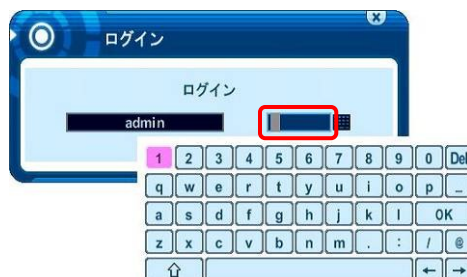 ログイン
ログイン
admin
1 2 3 4 5 6 7 8 9 0 Del
q w e r t y u i o p _
a s d f g h j k l OK
z x c v b n m . : / @
⇧ ← →